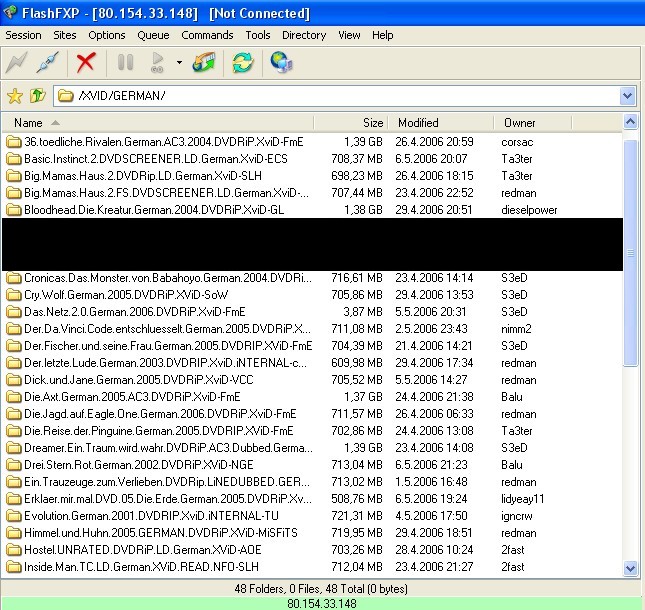 FlashFXP - [80.154.33.148] [Not Connected]
Session Sites Options Queue Commands Tools Directory View Help
/XVID/GERMAN/
Name Size Modified Owner
36.toedliche.Rivalen.German.AC3.2004.DVDRiP.XviD-FmE 1,39 GB 26.4.2006 20:59 corsac
Basic.Instinct.2.DVDSCREENER.LD.German.XviD-ECS 708,37 MB 6.5.2006 20:07 Ta3ter
Big.Mamas.Haus.2.DVDRip.LD.German.XviD-SLH 698,23 MB 26.4.2006 18:15 Ta3ter
Big.Mamas.Haus.2.FS.DVDSCREENER.LD.German.XviD-... 707,44 MB 23.4.2006 22:52 redman
Bloodhead.Die.Kreatur.German.2004.DVDRiP.XviD-GL 1,38 GB 29.4.2006 20:51 dieselpower
Cronicas.Das.Monster.von.Babahoyo.German.2004.DVDRi... 716,61 MB 23.4.2006 14:14 S3eD
Cry.Wolf.German.2005.DVDRiP.XViD-SoW 705,86 MB 29.4.2006 13:53 S3eD
Das.Netz.2.0.German.2006.DVDRiP.XviD-FmE 3,87 MB 5.5.2006 20:31 S3eD
Der.Da.Vinci.Code.entschluesselt.German.2005.DVDRiP.X... 711,08 MB 2.5.2006 23:43 nimm2
Der.Fischer.und.seine.Frau.German.2005.DVDRiP.XviD-FmE 704,39 MB 21.4.2006 14:21 S3eD
Der.letzte.Lude.German.2003.DVDRIP.XviD.iNTERNAL-c... 609,98 MB 29.4.2006 17:34 redman
Dick.und.Jane.German.2005.DVDRiP.XviD-VCC 705,52 MB 5.5.2006 14:27 redman
Die.Axt.German.2005.AC3.DVDRiP.XviD-FmE 1,37 GB 24.4.2006 21:38 Balu
Die.Jagd.auf.Eagle.One.German.2006.DVDRiP.XviD-FmE 711,57 MB 26.4.2006 06:33 redman
Die.Reise.der.Pinguine.German.2005.DVDRIP.XviD-FmE 702,86 MB 24.4.2006 13:08 Ta3ter
Dreamer.Ein.Traum.wird.wahr.DVDRiP.AC3.Dubbed.Germa... 1,39 GB 23.4.2006 14:08 S3eD
Drei.Stern.Rot.German.2002.DVDRiP.XViD-NGE 713,04 MB 6.5.2006 21:23 Balu
Ein.Trauzeuge.zum.Verlieben.DVDRip.LiNEDUBBED.GER... 713,02 MB 1.5.2006 16:48 redman
Erklaer.mir.mal.DVD.05.Die.Erde.German.2005.DVDRiP.Xv... 508,76 MB 6.5.2006 19:24 lidyeay11
Evolution.German.2001.DVDRIP.XViD.iNTERNAL-TU 721,31 MB 4.5.2006 17:50 igncrw
Himmel.und.Huhn.2005.GERMAN.DVDRiP.XViD-MiSFiTS 719,95 MB 29.4.2006 18:51 redman
Hostel.UNRATED.DVDRiP.LD.German.XviD-AOE 703,26 MB 28.4.2006 10:24 2fast
Inside.Man.TC.LD.German.XviD.READ.NFO-SLH 712,04 MB 23.4.2006 21:27 2fast
48 Folders, 0 Files, 48 Total (0 bytes)
80.154.33.148